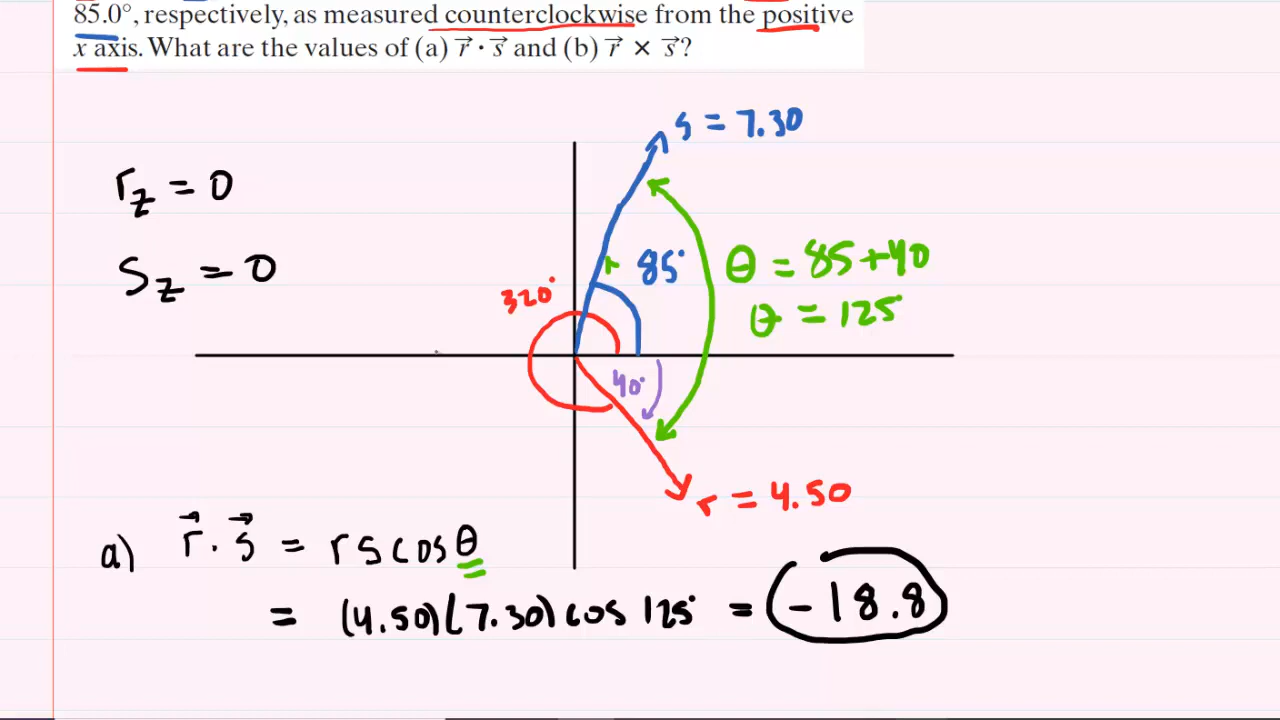 85.0°, respectively, as measured counterclockwise from the positive
x axis. What are the values of (a) r⃗ · s⃗ and (b) r⃗ × s⃗?
s = 7.30
r_z = 0
s_z = 0
85°
θ = 85+40
θ = 125°
320°
40°
r = 4.50
a) r⃗ · s⃗ = r s cos θ
= (4.50)(7.30) cos 125° = -18.8